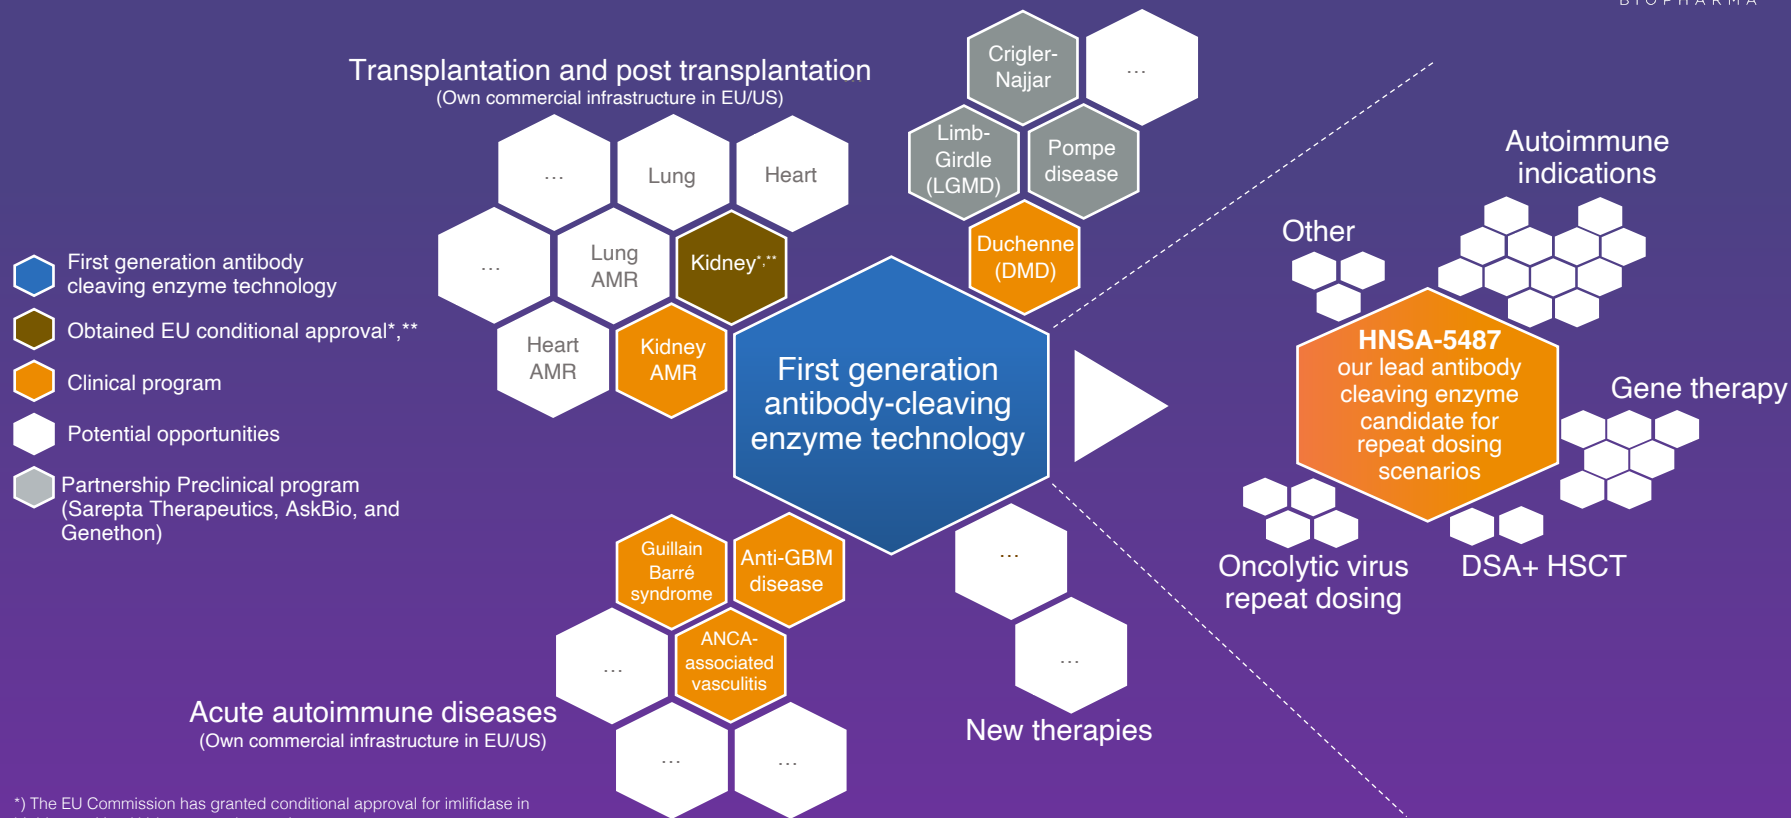 BIOPHARMA
Transplantation and post transplantation
(Own commercial infrastructure in EU/US)
...
Lung
Heart
...
Lung
AMR
Kidney*,**
Heart
AMR
Kidney
AMR
Crigler-
Najjar
...
Limb-
Girdle
(LGMD)
Pompe
disease
Duchenne
(DMD)
First generation antibody
cleaving enzyme technology
Obtained EU conditional approval*,**
Clinical program
Potential opportunities
Partnership Preclinical program
(Sarepta Therapeutics, AskBio, and
Genethon)
First generation
antibody-cleaving
enzyme technology
Guillain
Barré
syndrome
Anti-GBM
disease
...
ANCA-
associated
vasculitis
...
...
Acute autoimmune diseases
(Own commercial infrastructure in EU/US)
...
...
New therapies
Autoimmune
indications
Other
HNSA-5487
our lead antibody
cleaving enzyme
candidate for
repeat dosing
scenarios
Gene therapy
Oncolytic virus
repeat dosing
DSA+ HSCT
*) The EU Commission has granted conditional approval for imlifidase in